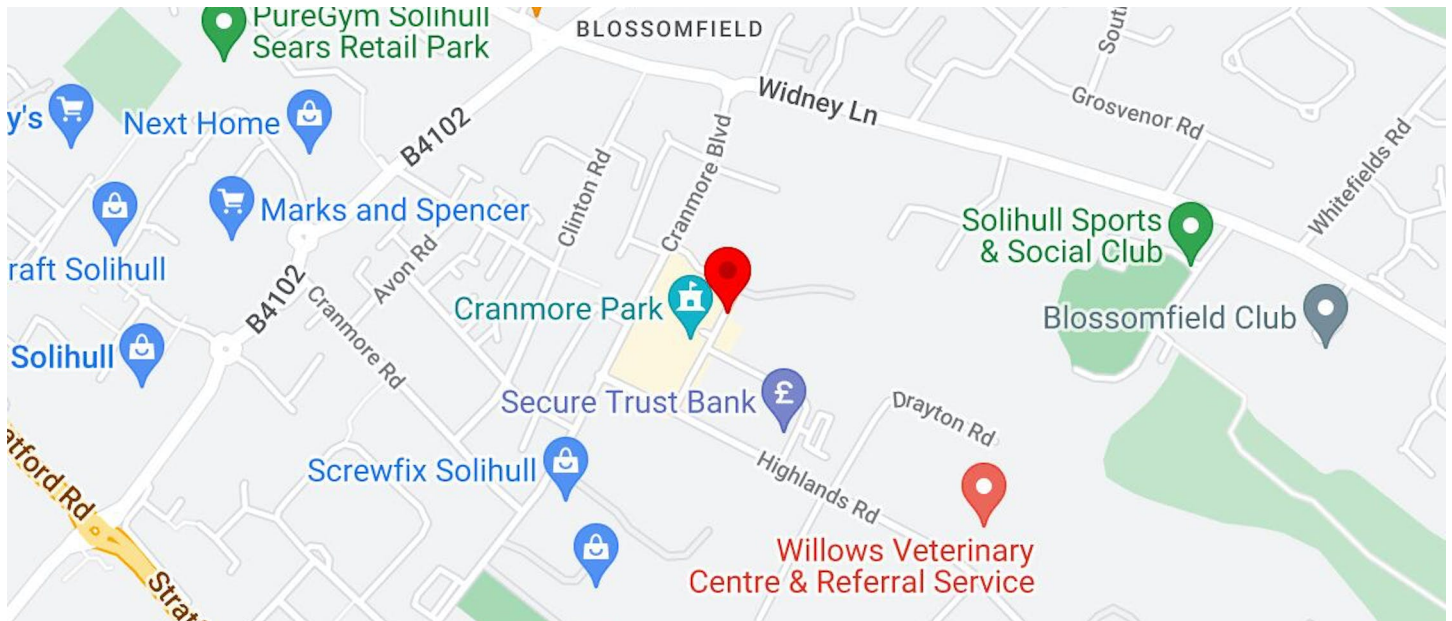 PureGym Solihull
Sears Retail Park
BLOSSOMFIELD
Widney Ln
Grosvenor Rd
Whitefields Rd
y's
Next Home
B4102
Clinton Rd
Cranmore Blvd
Marks and Spencer
Solihull Sports
& Social Club
raft Solihull
Avon Rd
B4102
Cranmore Park
Blossomfield Club
Solihull
Cranmore Rd
Secure Trust Bank
£
Drayton Rd
atford Rd
Screwfix Solihull
Highlands Rd
Willows Veterinary
Centre & Referral Service
Strat